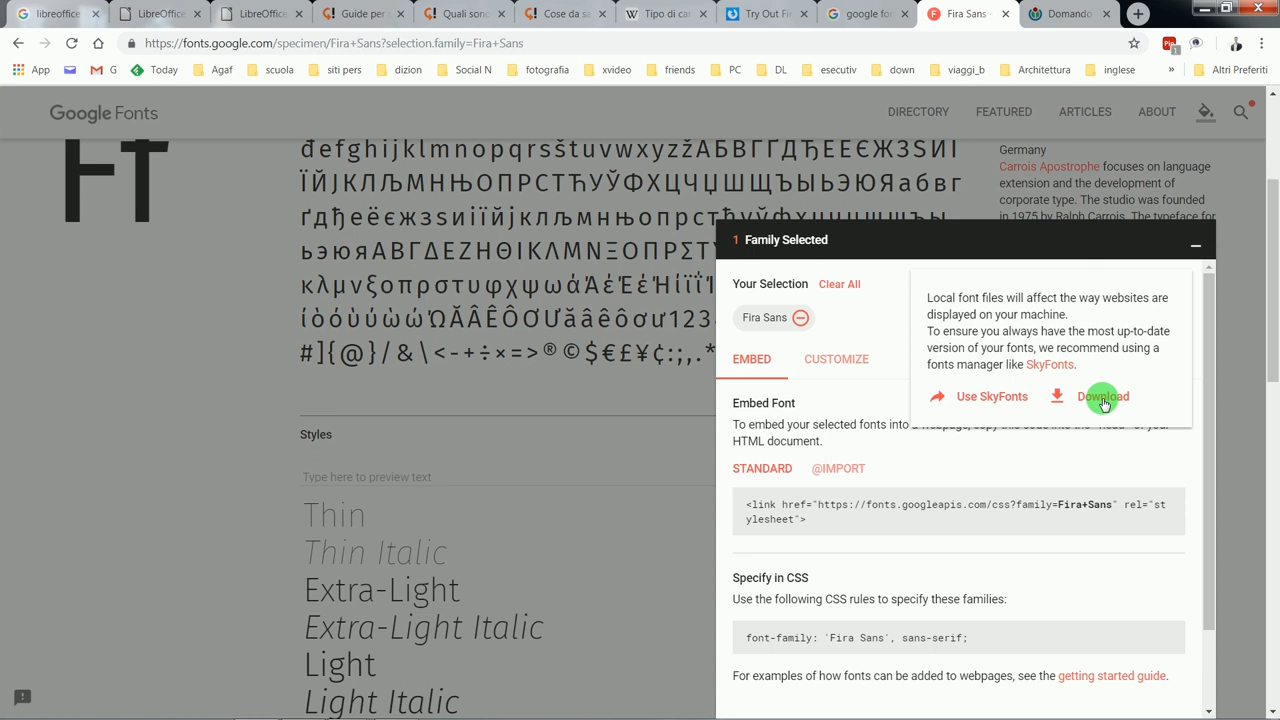 libreoffice
LibreOffice
LibreOffice
Guide per
Quali sono
Cose da sa
Tipo di ca
Try Out Fi
google fo
Fira Sans -
Domando
https://fonts.google.com/specimen/Fira+Sans?selection.family=Fira+Sans
App
G
Today
Agaf
scuola
siti pers
dizion
Social N
fotografia
xvideo
friends
PC
DL
esecutiv
down
viaggi_b
Architettura
inglese
»
Altri Preferiti
Google Fonts
DIRECTORY
FEATURED
ARTICLES
ABOUT
đefghijklmnopqrsštuvwxyzžАБВГҐДЂЕЁЄЖЗЅИІ
ЇЙЈКЛЉМНЊОПРСТЋУЎФХЦЧЏШЩЪЫЬЭЮЯабвг
ґдђеёєжзѕиіїйјклљмнњопрстћуўфхцчџшщъы
ьэюяΑΒΓΔΕΖΗΘΙΚΛΜΝΞΟΠΡΣΤ
κλμνξοπρστυφχψωάΆέΈέΉίϊΐ
#]{@}/&\<-+÷×=>®©$€£¥¢:;,.*
Germany
Carrois Apostrophe focuses on language
extension and the development of
corporate type. The studio was founded
in 1975 by Ralph Carrois. The typeface for
1 Family Selected
Your Selection Clear All
Fira Sans
EMBED
CUSTOMIZE
Local font files will affect the way websites are
displayed on your machine.
To ensure you always have the most up-to-date
version of your fonts, we recommend using a
fonts manager like SkyFonts.
Use SkyFonts
Download
Embed Font
To embed your selected fonts into a webpage, copy this code into the <head> of your
HTML document.
STANDARD
@IMPORT
<link href="https://fonts.googleapis.com/css?family=Fira+Sans" rel="st
ylesheet">
Specify in CSS
Use the following CSS rules to specify these families:
font-family: 'Fira Sans', sans-serif;
For examples of how fonts can be added to webpages, see the getting started guide.
Styles
Type here to preview text
Thin
Thin Italic
Extra-Light
Extra-Light Italic
Light
Light Italic